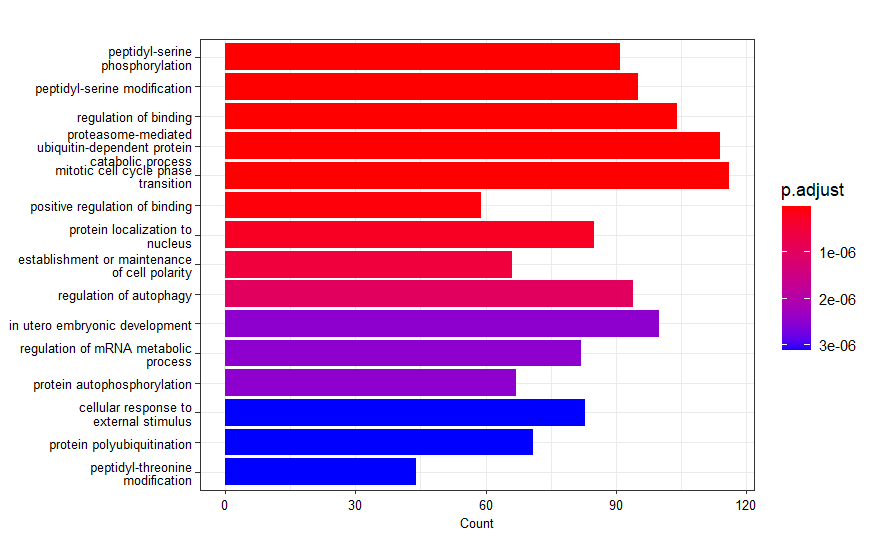 peptidyl-serine
phosphorylation
peptidyl-serine modification
regulation of binding
proteasome-mediated
ubiquitin-dependent protein
catabolic process
mitotic cell cycle phase
transition
positive regulation of binding
protein localization to
nucleus
establishment or maintenance
of cell polarity
regulation of autophagy
in utero embryonic development
regulation of mRNA metabolic
process
protein autophosphorylation
cellular response to
external stimulus
protein polyubiquitination
peptidyl-threonine
modification
0 30 60 90 120
Count
p.adjust
1e-06
2e-06
3e-06